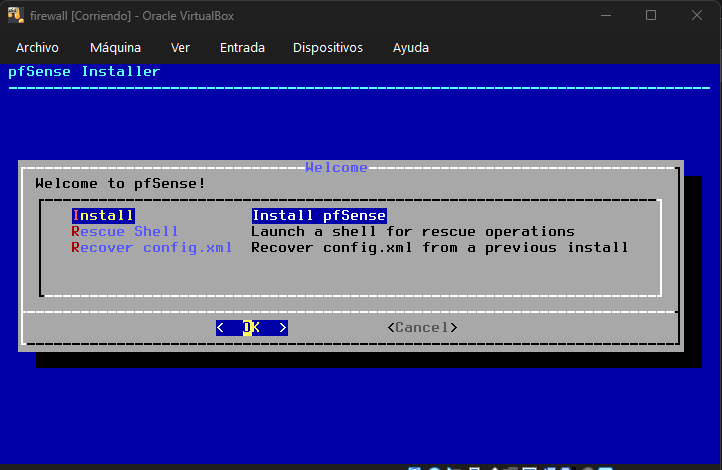 firewall [Corriendo] - Oracle VirtualBox
Archivo Máquina Ver Entrada Dispositivos Ayuda
pfSense Installer
Welcome
Welcome to pfSense!
Install Install pfSense
Rescue Shell Launch a shell for rescue operations
Recover config.xml Recover config.xml from a previous install
< OK > <Cancel>